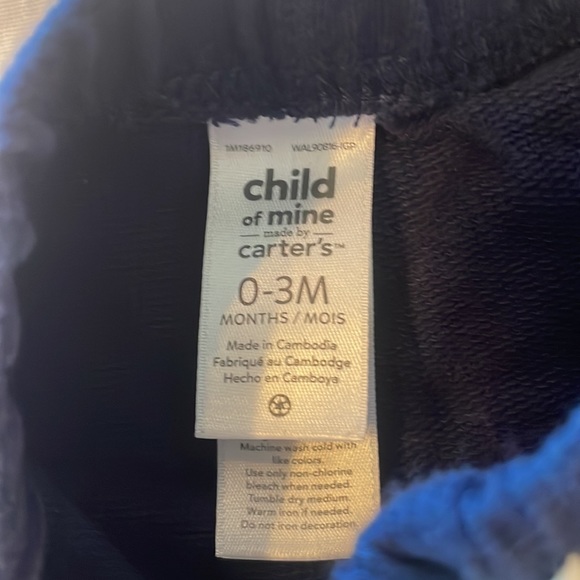 1M186910 WAL90816-IGP
child
of mine
made by
carter's™
0-3M
MONTHS / MOIS
Made in Cambodia
Fabriqué au Cambodge
Hecho en Camboya
Machine wash cold with
like colors.
Use only non-chlorine
bleach when needed.
Tumble dry medium.
Warm iron if needed.
Do not iron decoration.